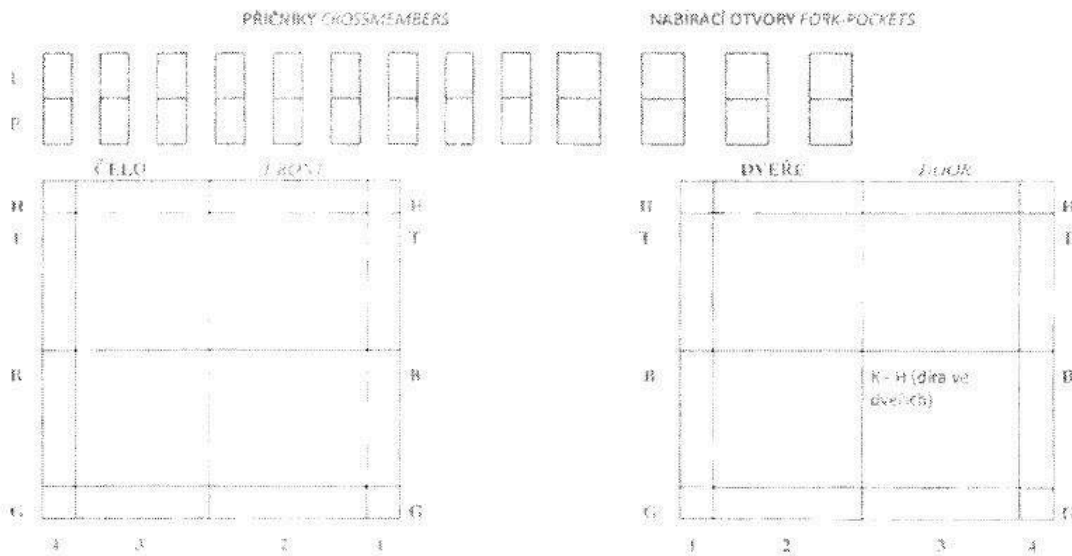 PŘÍČNÍKY CROSSMEMBERS NABÍRACÍ OTVORY FORK-POCKETS
L
P
ČELO FRONT DVEŘE DOOR
H H H H
T T T T
B B B B
K - H (díra ve
dveřích)
G G G G
4 3 2 1 1 2 3 4